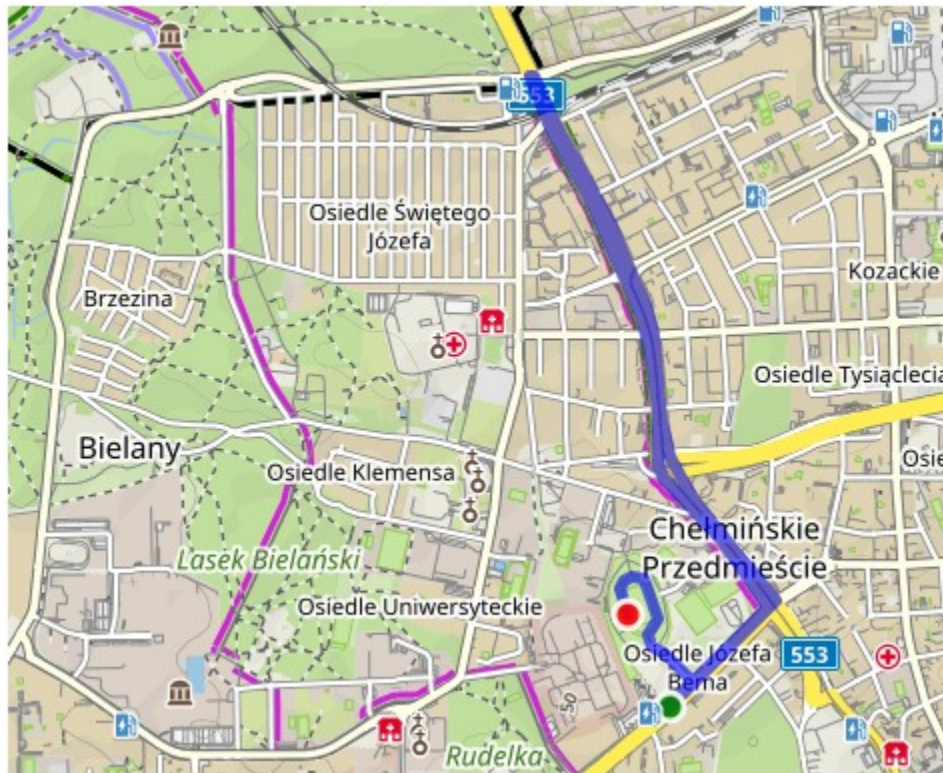 553
Osiedle Świętego
Józefa
Kozackie
Brzezina
Osiedle Tysiąclecia
Bielany
Osiedle Klemensa
Osie
Chełmińskie
Przedmieście
Lasek Bielański
Osiedle Uniwersyteckie
Osiedle Józefa
Bema
553
50
Rudelka